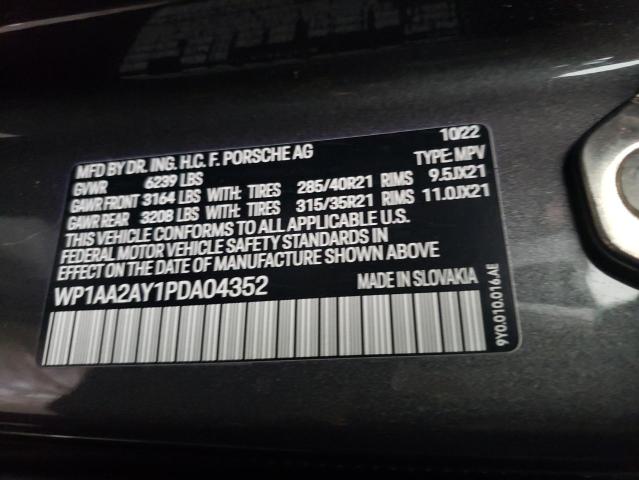 MFD BY DR. ING. H.C. F. PORSCHE AG 10/22
GVWR 6239 LBS TYPE: MPV
GAWR FRONT 3164 LBS WITH: TIRES 285/40R21 RIMS 9.5JX21
GAWR REAR 3208 LBS WITH: TIRES 315/35R21 RIMS 11.0JX21
THIS VEHICLE CONFORMS TO ALL APPLICABLE U.S.
FEDERAL MOTOR VEHICLE SAFETY STANDARDS IN
EFFECT ON THE DATE OF MANUFACTURE SHOWN ABOVE
WP1AA2AY1PDA04352 MADE IN SLOVAKIA
9Y0.010.016.AE